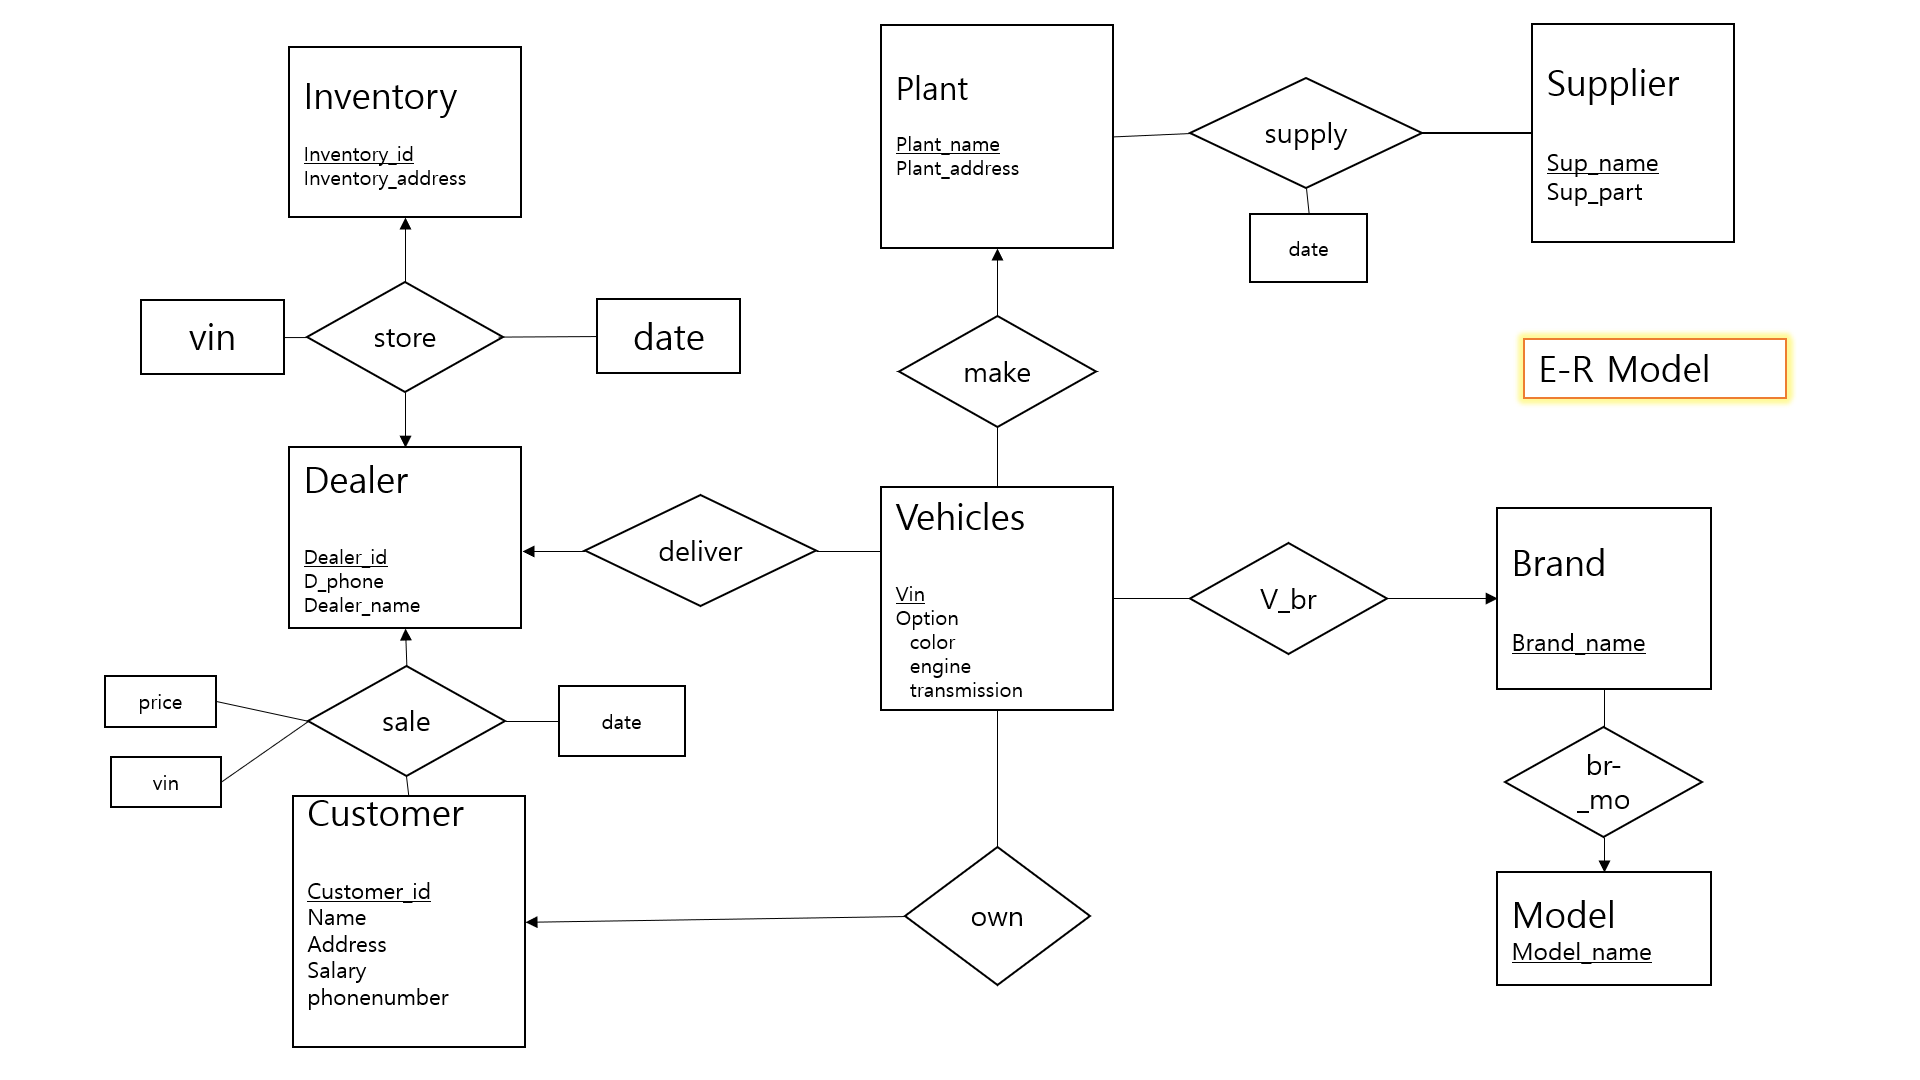 Inventory
Inventory_id
Inventory_address
Plant
Plant_name
Plant_address
supply
date
Supplier
Sup_name
Sup_part
vin
store
date
make
E-R Model
Dealer
Dealer_id
D_phone
Dealer_name
deliver
Vehicles
Vin
Option
color
engine
transmission
V_br
Brand
Brand_name
price
vin
sale
date
br-
_mo
Customer
Customer_id
Name
Address
Salary
phonenumber
own
Model
Model_name